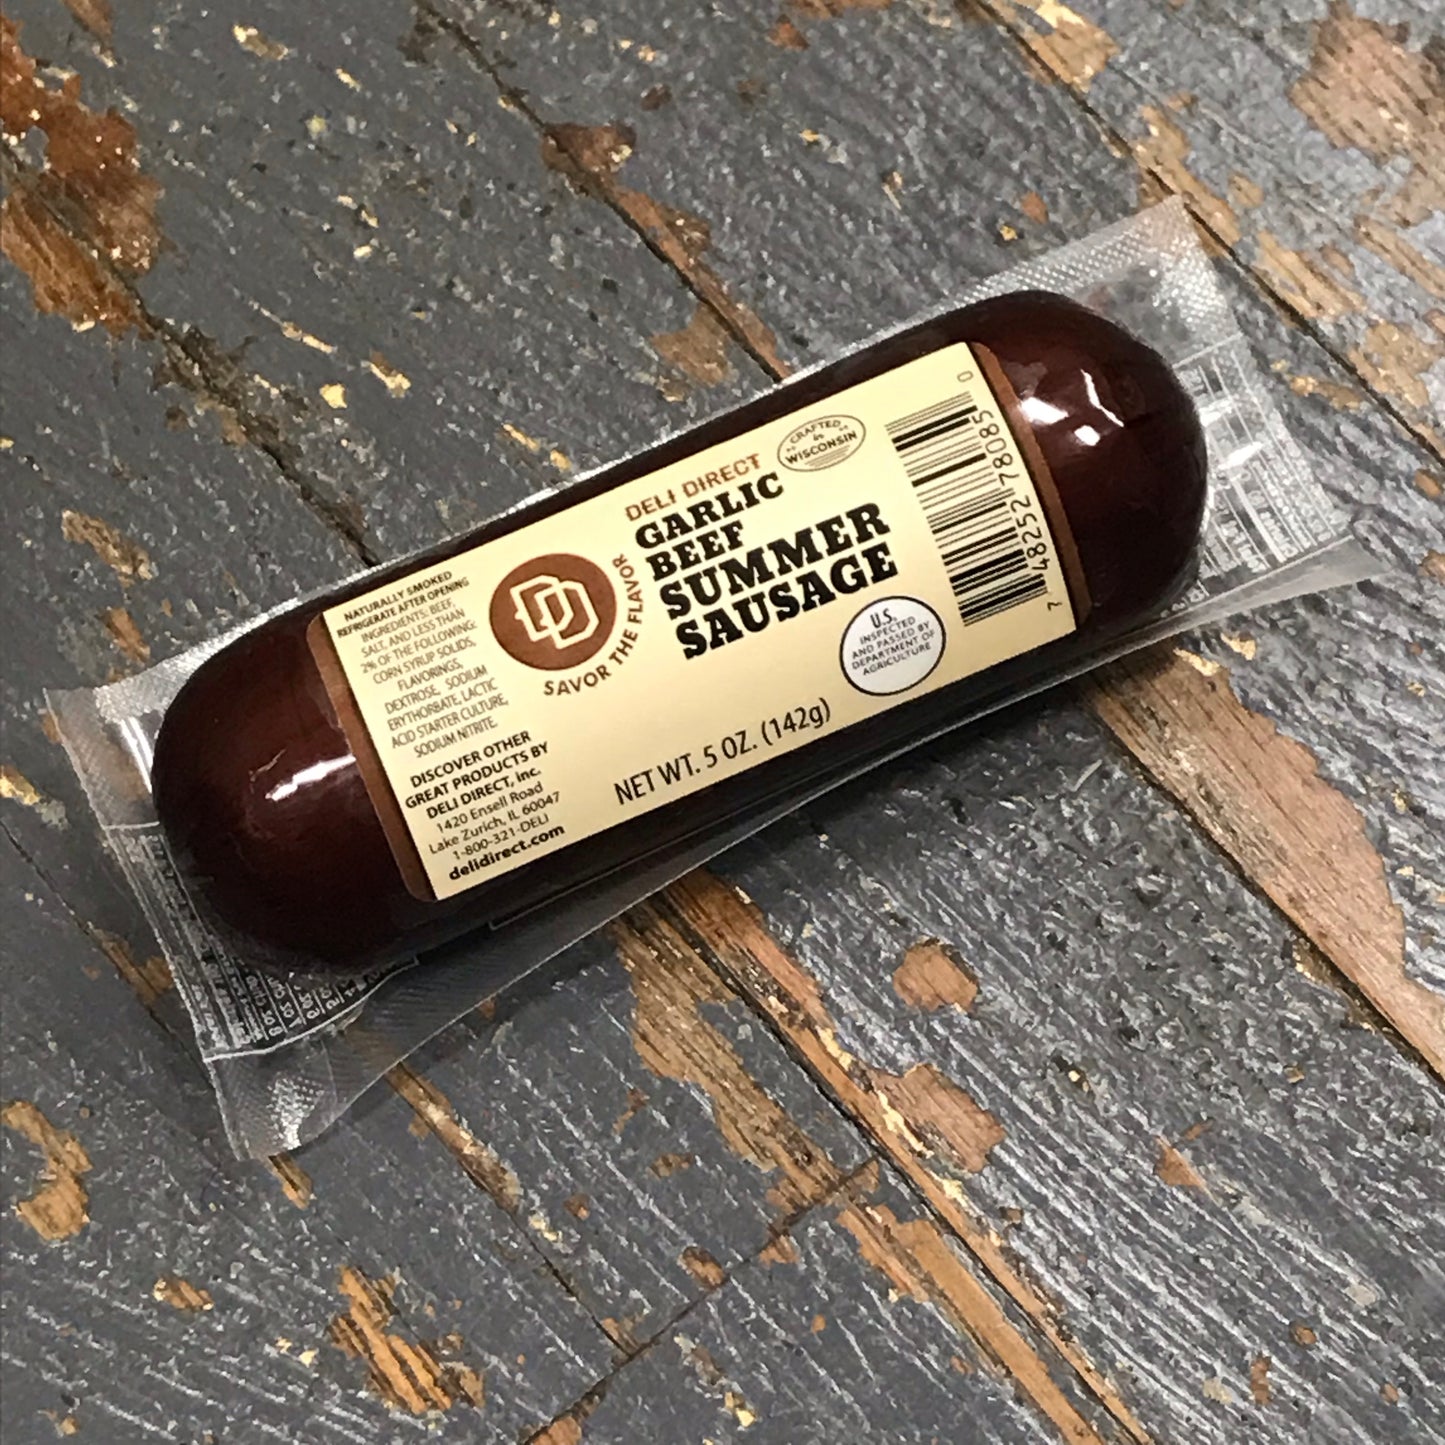 NATURALLY SMOKED
REFRIGERATE AFTER OPENING
INGREDIENTS: BEEF,
SALT, AND LESS THAN
2% OF THE FOLLOWING:
CORN SYRUP SOLIDS,
FLAVORINGS,
DEXTROSE, SODIUM
ERYTHORBATE, LACTIC
ACID STARTER CULTURE,
SODIUM NITRITE.
DISCOVER OTHER
GREAT PRODUCTS BY
DELI DIRECT, Inc.
1420 Ensell Road
Lake Zurich, IL 60047
1-800-321-DELI
delidirect.com
DD
SAVOR THE FLAVOR
DELI DIRECT
GARLIC
BEEF
SUMMER
SAUSAGE
NET WT. 5 OZ. (142g)
CRAFTED
in
WISCONSIN
U.S.
INSPECTED
AND PASSED BY
DEPARTMENT OF
AGRICULTURE
7 48252 78085 0